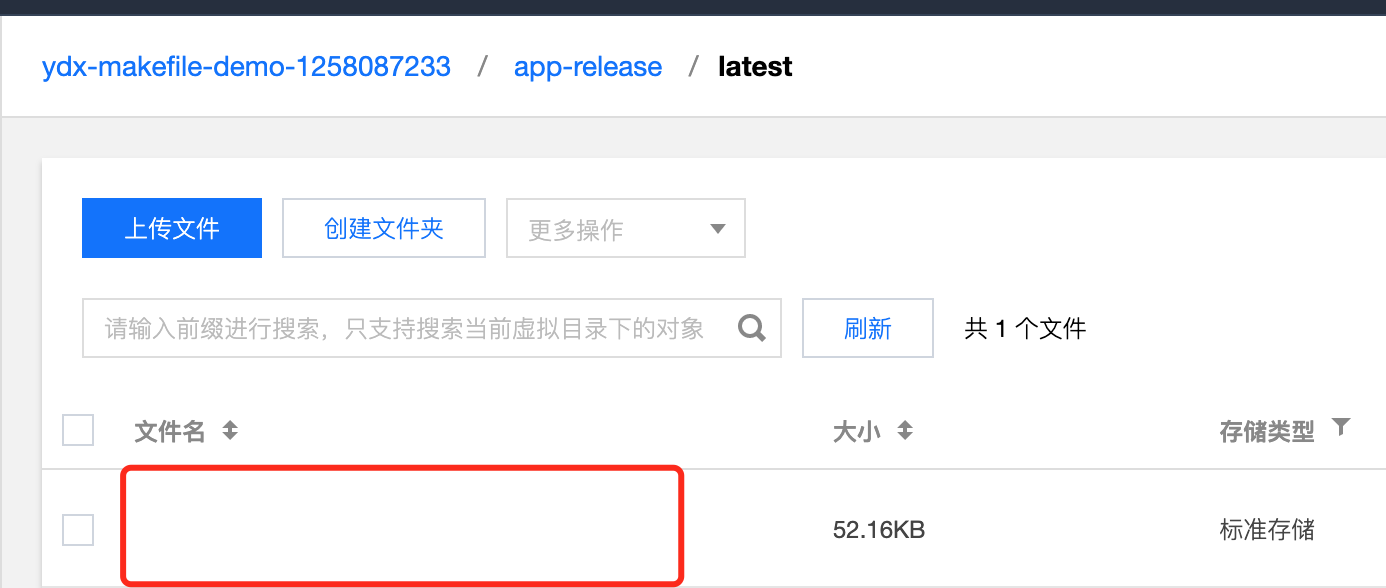 ydx-makefile-demo-1258087233 / app-release / latest
上传文件 创建文件夹 更多操作
请输入前缀进行搜索，只支持搜索当前虚拟目录下的对象 刷新 共 1 个文件
文件名 大小 存储类型
52.16KB 标准存储